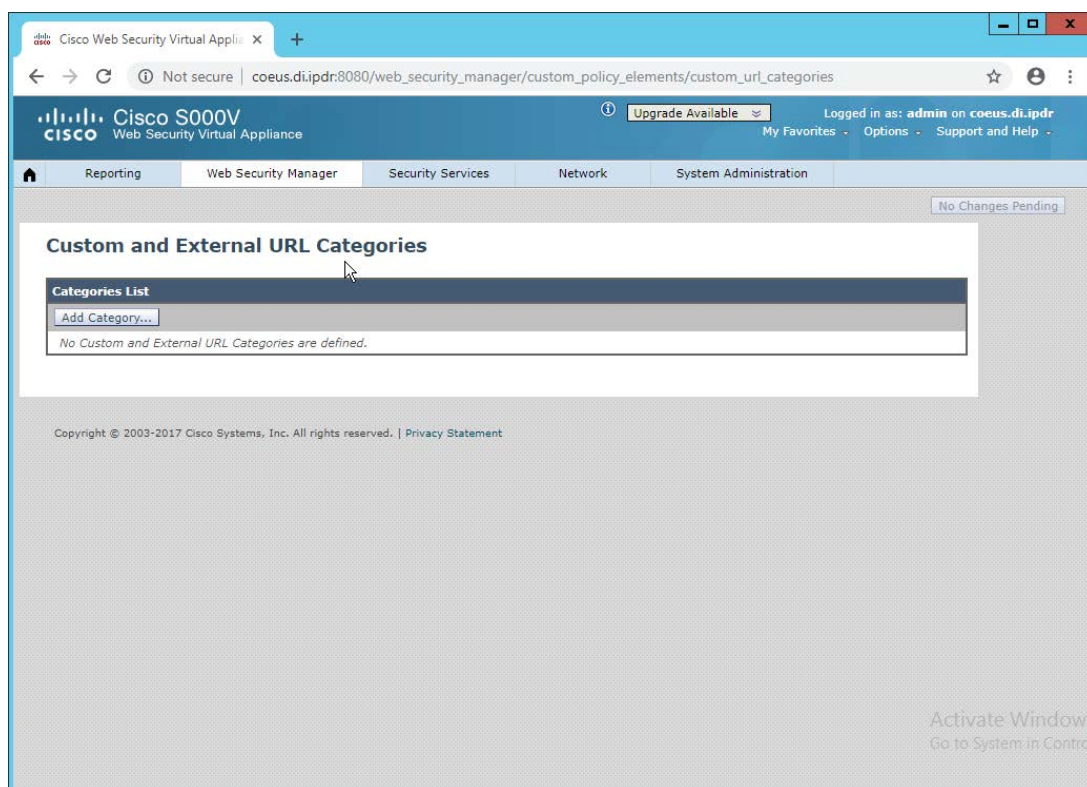 Cisco Web Security Virtual Applia
Not secure | coeus.di.ipdr:8080/web_security_manager/custom_policy_elements/custom_url_categories
CISCO
Cisco S000V
Web Security Virtual Appliance
Upgrade Available
Logged in as: admin on coeus.di.ipdr
My Favorites Options Support and Help
Reporting Web Security Manager Security Services Network System Administration
No Changes Pending
Custom and External URL Categories
Categories List
Add Category...
No Custom and External URL Categories are defined.
Copyright © 2003-2017 Cisco Systems, Inc. All rights reserved. | Privacy Statement
Activate Window
Go to System in Contro